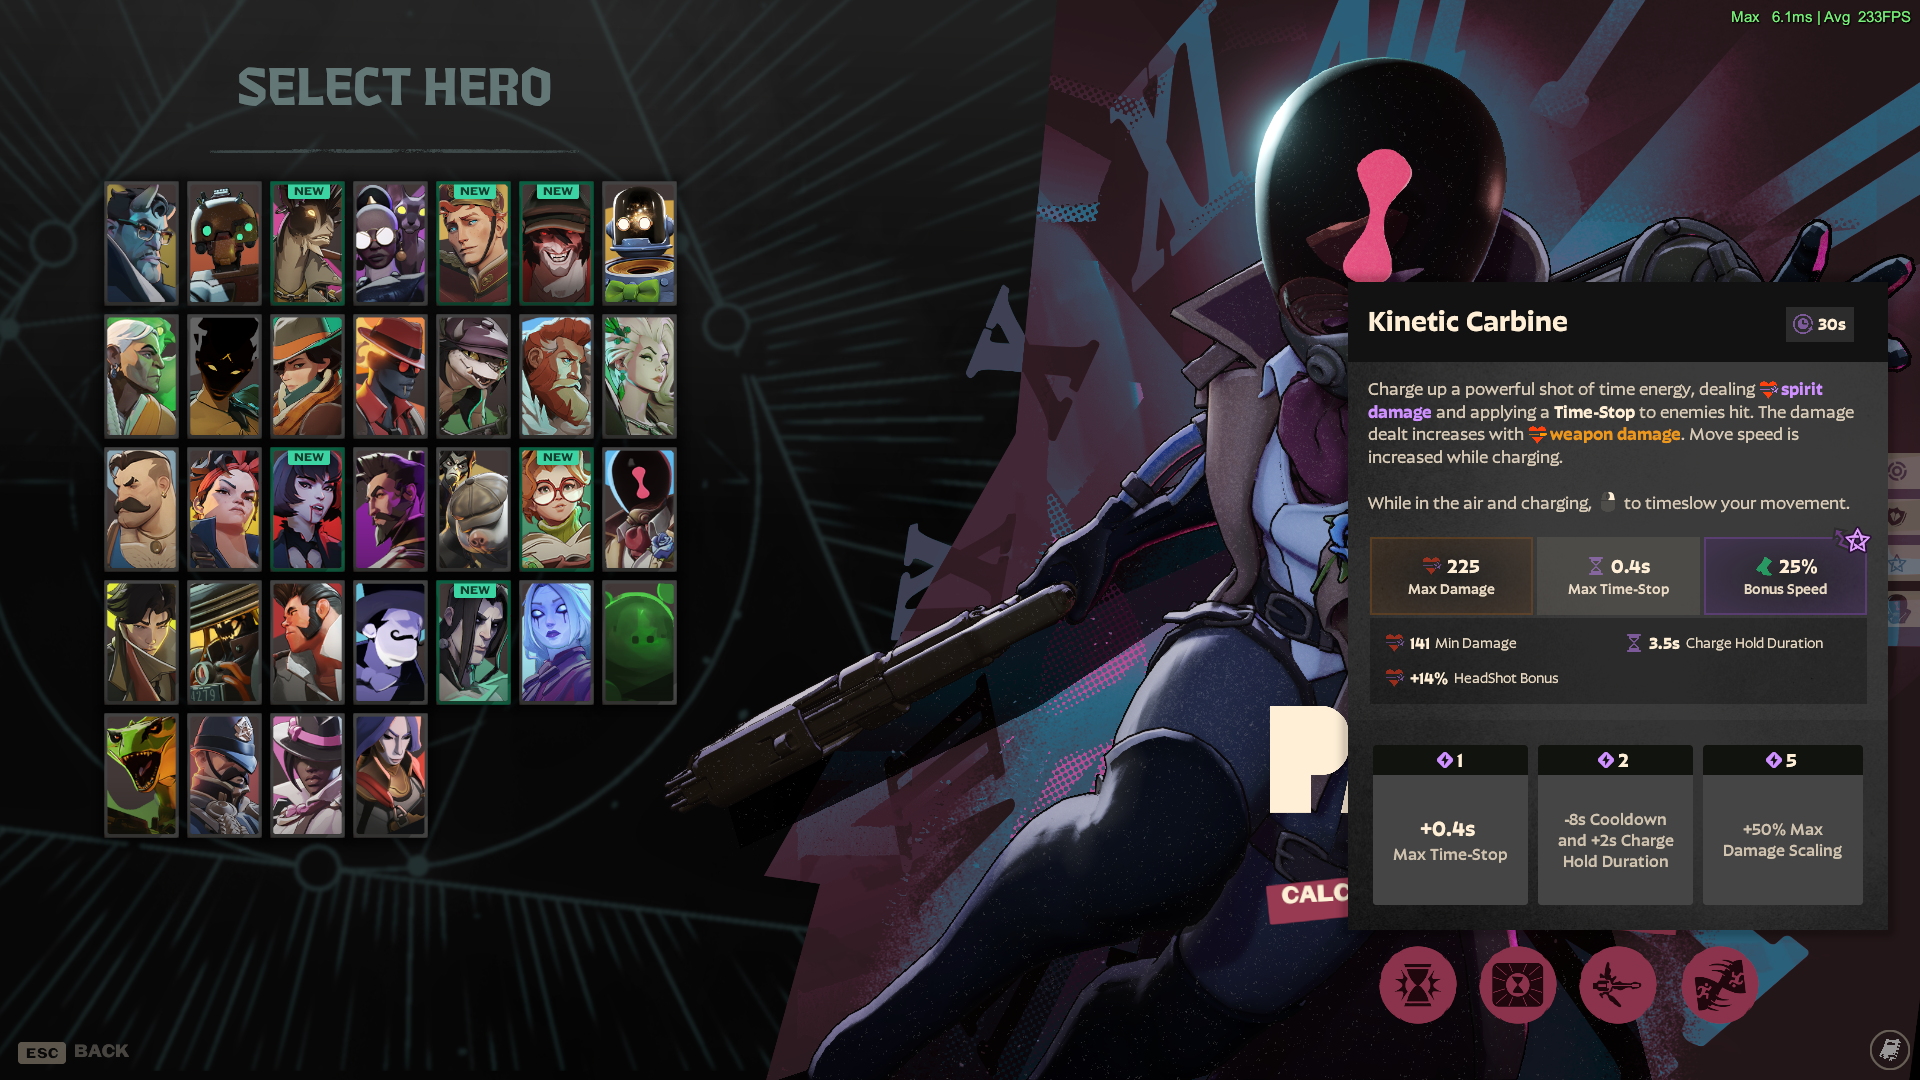 Max 6.1ms | Avg 233FPS
SELECT HERO
NEW
NEW
NEW
NEW
NEW
NEW
1279
Kinetic Carbine
30s
Charge up a powerful shot of time energy, dealing spirit
damage and applying a Time-Stop to enemies hit. The damage
dealt increases with weapon damage. Move speed is
increased while charging.
While in the air and charging, to timeslow your movement.
225
Max Damage
0.4s
Max Time-Stop
25%
Bonus Speed
141 Min Damage
3.5s Charge Hold Duration
+14% HeadShot Bonus
1
2
5
+0.4s
Max Time-Stop
-8s Cooldown
and +2s Charge
Hold Duration
+50% Max
Damage Scaling
CALC
ESC BACK